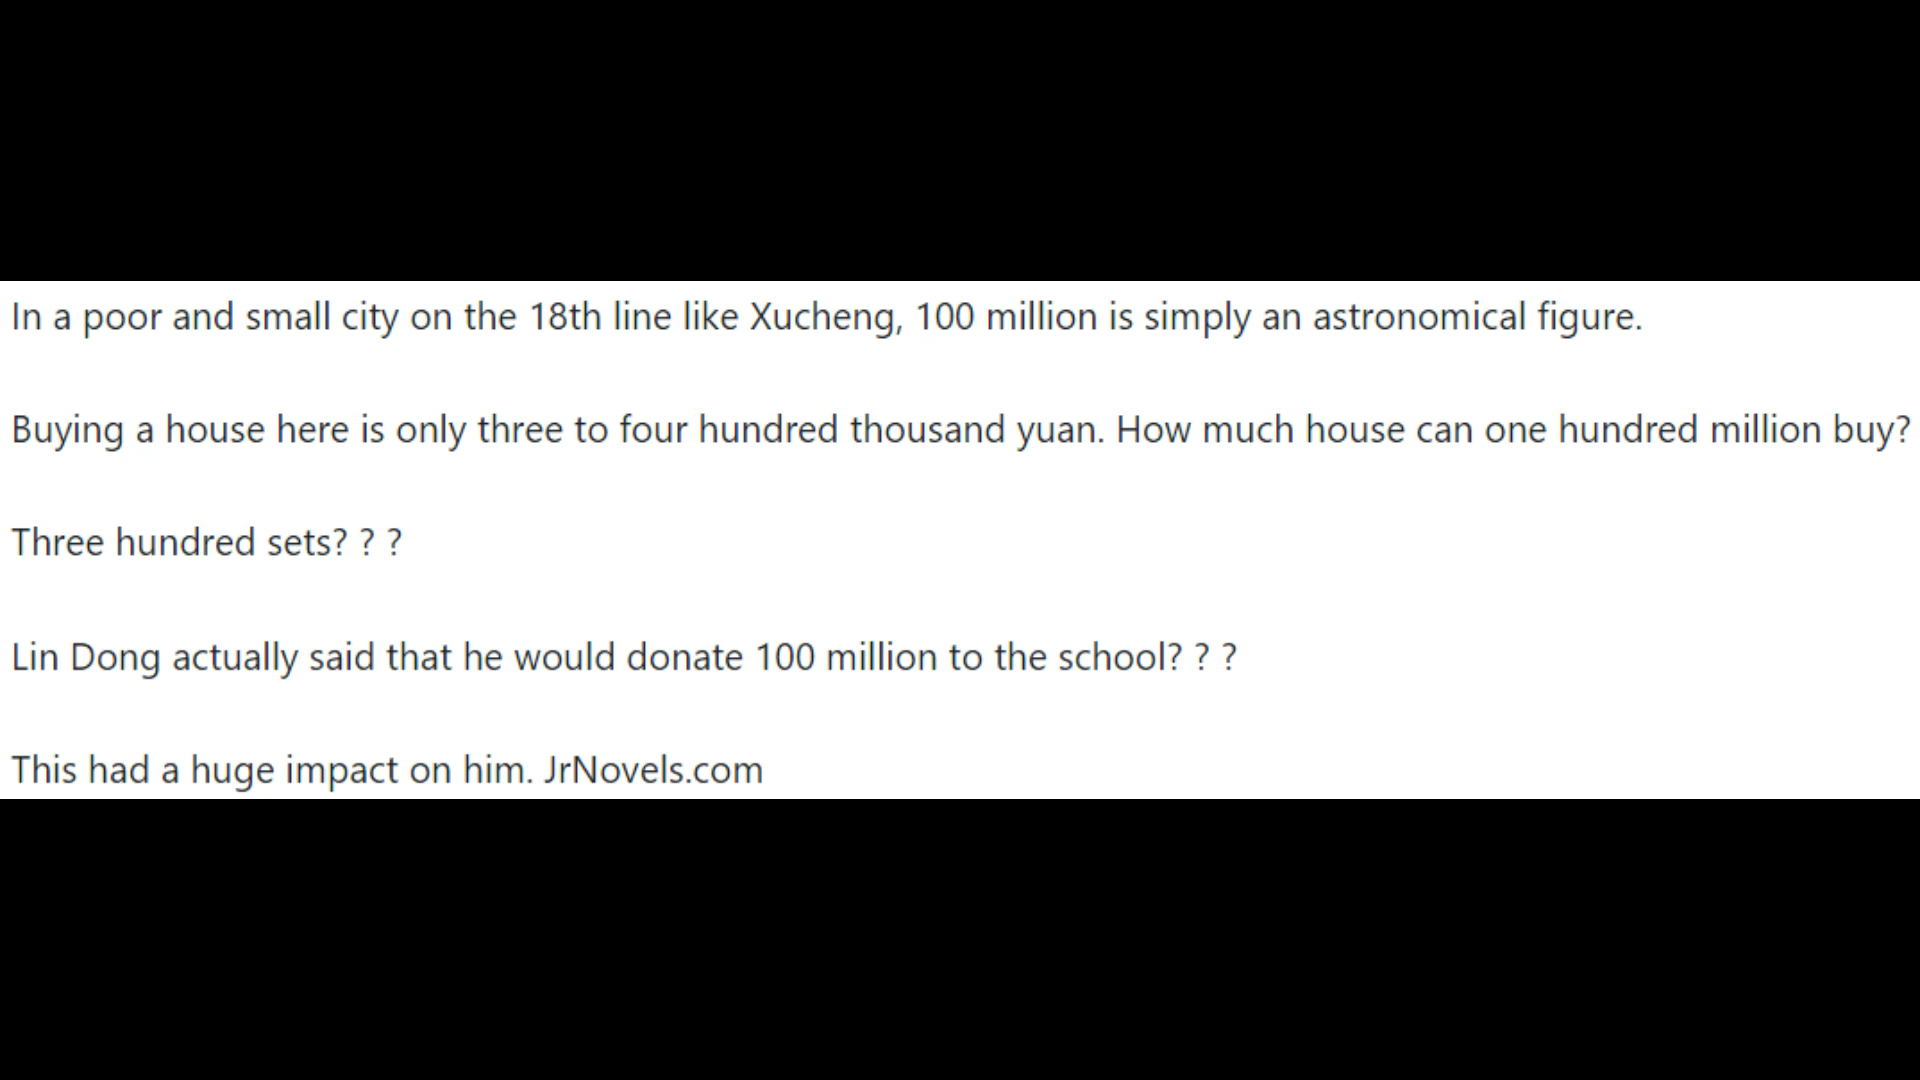 In a poor and small city on the 18th line like Xucheng, 100 million is simply an astronomical figure.
Buying a house here is only three to four hundred thousand yuan. How much house can one hundred million buy?
Three hundred sets? ? ?
Lin Dong actually said that he would donate 100 million to the school? ? ?
This had a huge impact on him. JrNovels.com